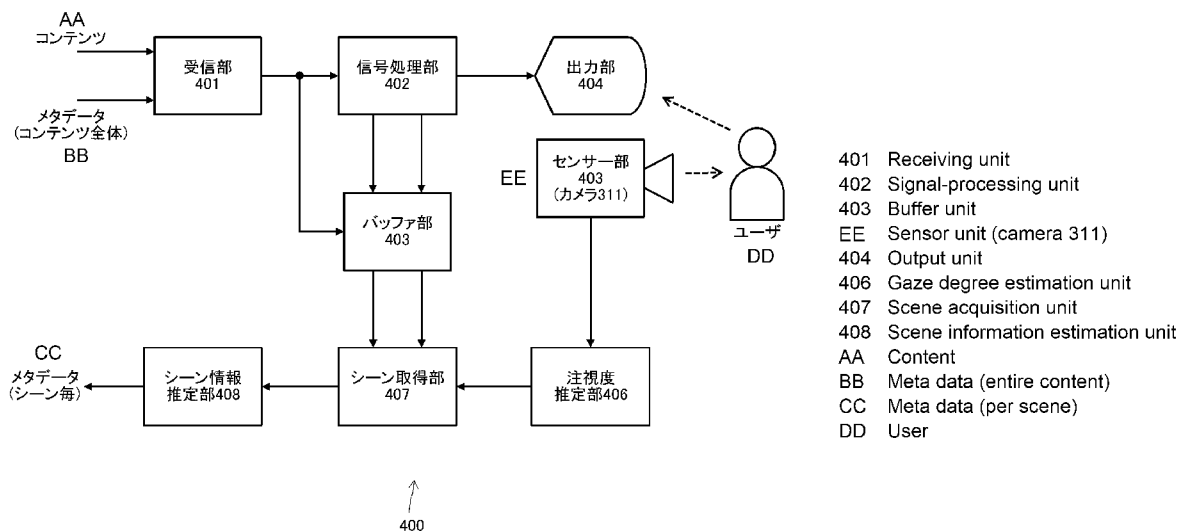 AA
コンテンツ
メタデータ
(コンテンツ全体)
BB
受信部
401
信号処理部
402
出力部
404
EE
センサー部
403
(カメラ311)
バッファ部
403
ユーザ
DD
CC
メタデータ
(シーン毎)
シーン情報
推定部408
シーン取得部
407
注視度
推定部406
400
401 Receiving unit
402 Signal-processing unit
403 Buffer unit
EE Sensor unit (camera 311)
404 Output unit
406 Gaze degree estimation unit
407 Scene acquisition unit
408 Scene information estimation unit
AA Content
BB Meta data (entire content)
CC Meta data (per scene)
DD User